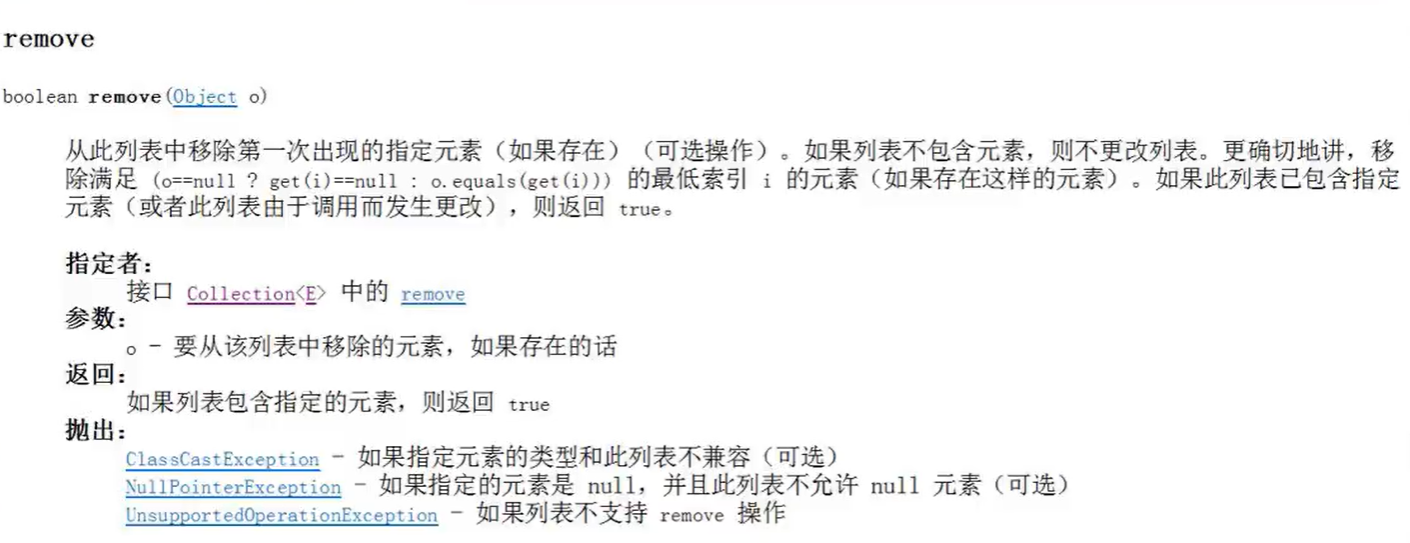 remove
boolean remove(Object o)
从此列表中移除第一次出现的指定元素（如果存在）（可选操作）。如果列表不包含元素，则不更改列表。更确切地讲，移
除满足 (o==null ? get(i)==null : o.equals(get(i))) 的最低索引 i 的元素（如果存在这样的元素）。如果此列表已包含指定
元素（或者此列表由于调用而发生更改），则返回 true。
指定者：
接口 Collection<E> 中的 remove
参数：
o - 要从该列表中移除的元素，如果存在的话
返回：
如果列表包含指定的元素，则返回 true
抛出：
ClassCastException - 如果指定元素的类型和此列表不兼容（可选）
NullPointerException - 如果指定的元素是 null，并且此列表不允许 null 元素（可选）
UnsupportedOperationException - 如果列表不支持 remove 操作